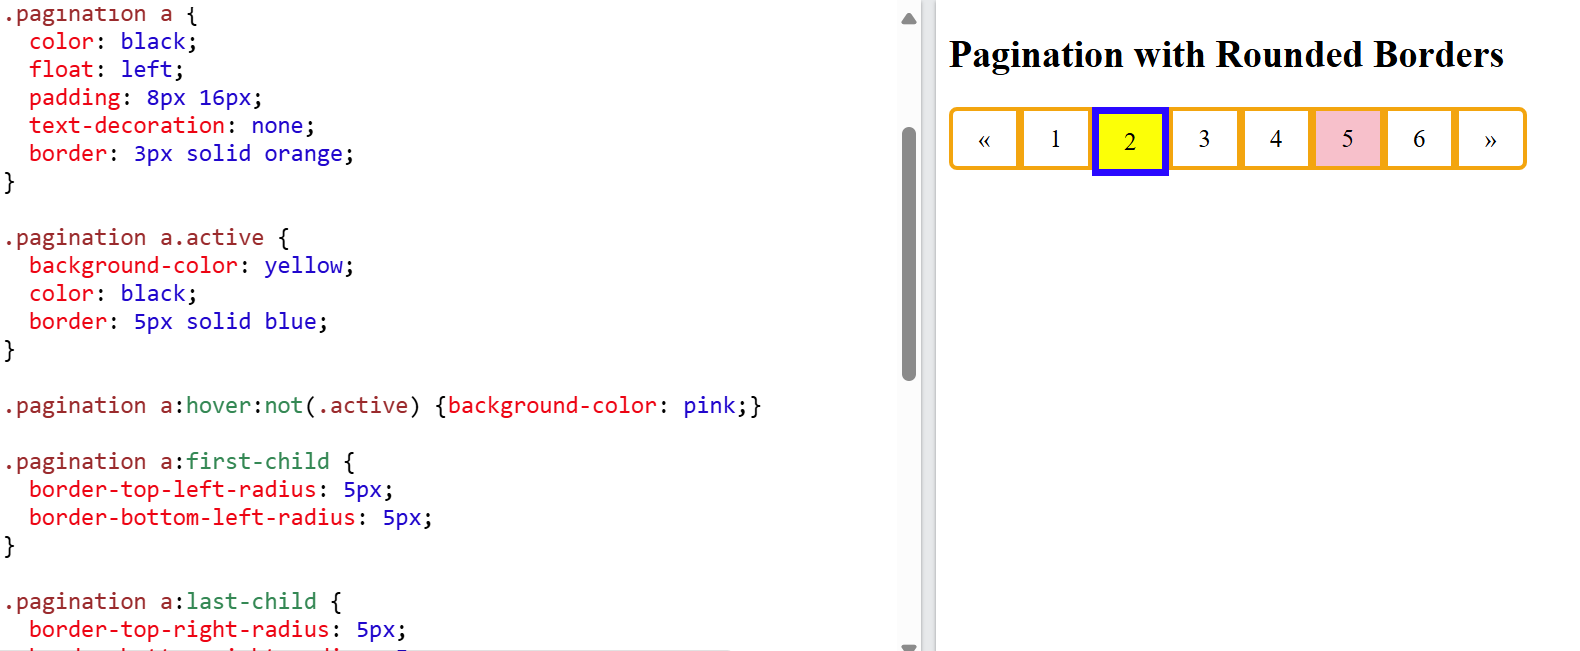 .pagination a {
  color: black;
  float: left;
  padding: 8px 16px;
  text-decoration: none;
  border: 3px solid orange;
}
.pagination a.active {
  background-color: yellow;
  color: black;
  border: 5px solid blue;
}
.pagination a:hover:not(.active) {background-color: pink;}
.pagination a:first-child {
  border-top-left-radius: 5px;
  border-bottom-left-radius: 5px;
}
.pagination a:last-child {
  border-top-right-radius: 5px;
Pagination with Rounded Borders
« 1 2 3 4 5 6 »